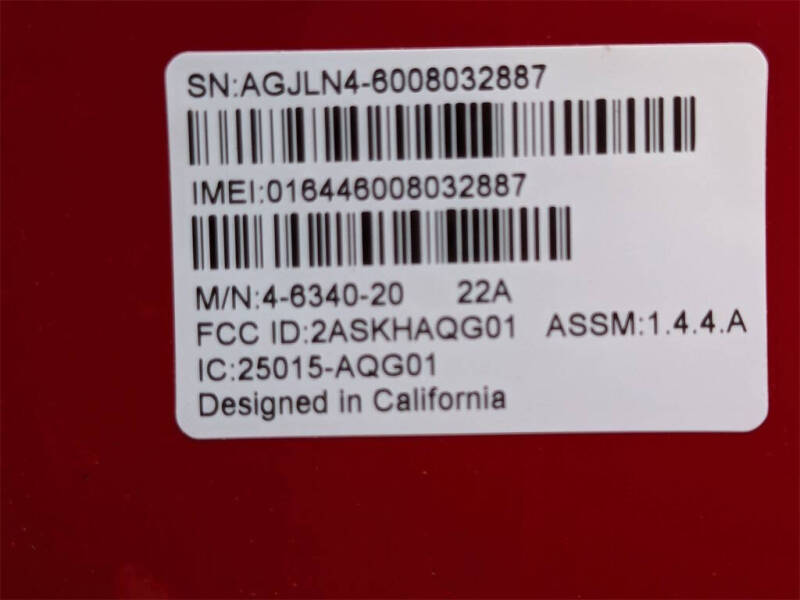 SN:AGJLN4-6008032887
IMEI:016446008032887
M/N:4-6340-20 22A
FCC ID:2ASKHAQG01 ASSM:1.4.4.A
IC:25015-AQG01
Designed in California